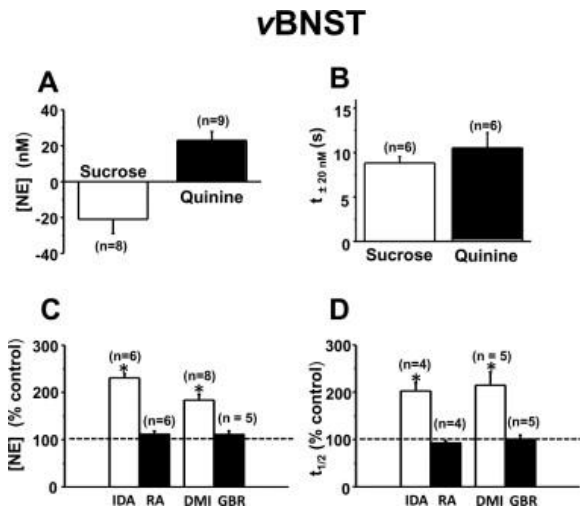 vBNST
A
40
20
0
-20
-40
[NE] (nM)
Sucrose
(n=8)
(n=9)
Quinine
B
15
10
5
0
t ± 20 nM (s)
(n=6)
(n=6)
Sucrose
Quinine
C
300
200
100
0
[NE] (% control)
(n=6)
*
(n=6)
(n=8)
*
(n = 5)
IDA RA DMI GBR
D
300
200
100
0
t1/2 (% control)
(n=4)
*
(n=4)
(n = 5)
*
(n=5)
IDA RA DMI GBR